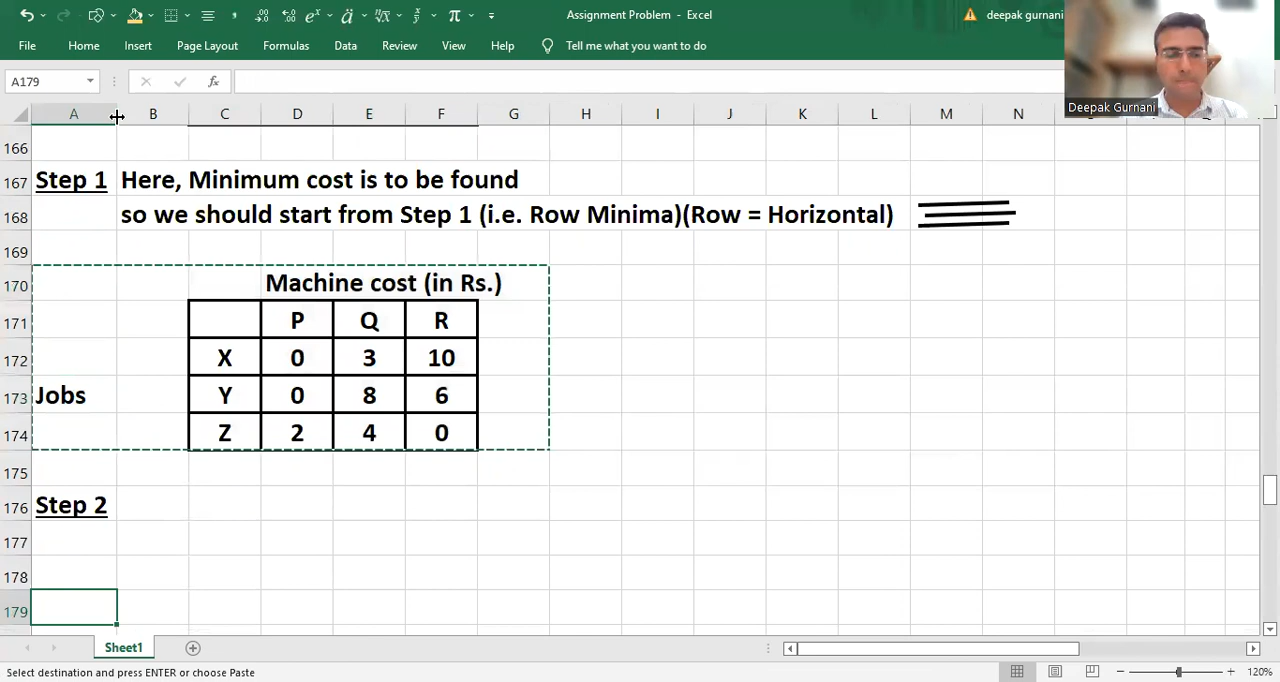 Assignment Problem - Excel
deepak gurnani
File Home Insert Page Layout Formulas Data Review View Help Tell me what you want to do
Deepak Gurnani
A179 fx
A B C D E F G H I J K L M N
166
167 Step 1 Here, Minimum cost is to be found
168 so we should start from Step 1 (i.e. Row Minima)(Row = Horizontal)
169
170 Machine cost (in Rs.)
171 P Q R
172 X 0 3 10
173 Jobs Y 0 8 6
174 Z 2 4 0
175
176 Step 2
177
178
179
Sheet1
Select destination and press ENTER or choose Paste 120%